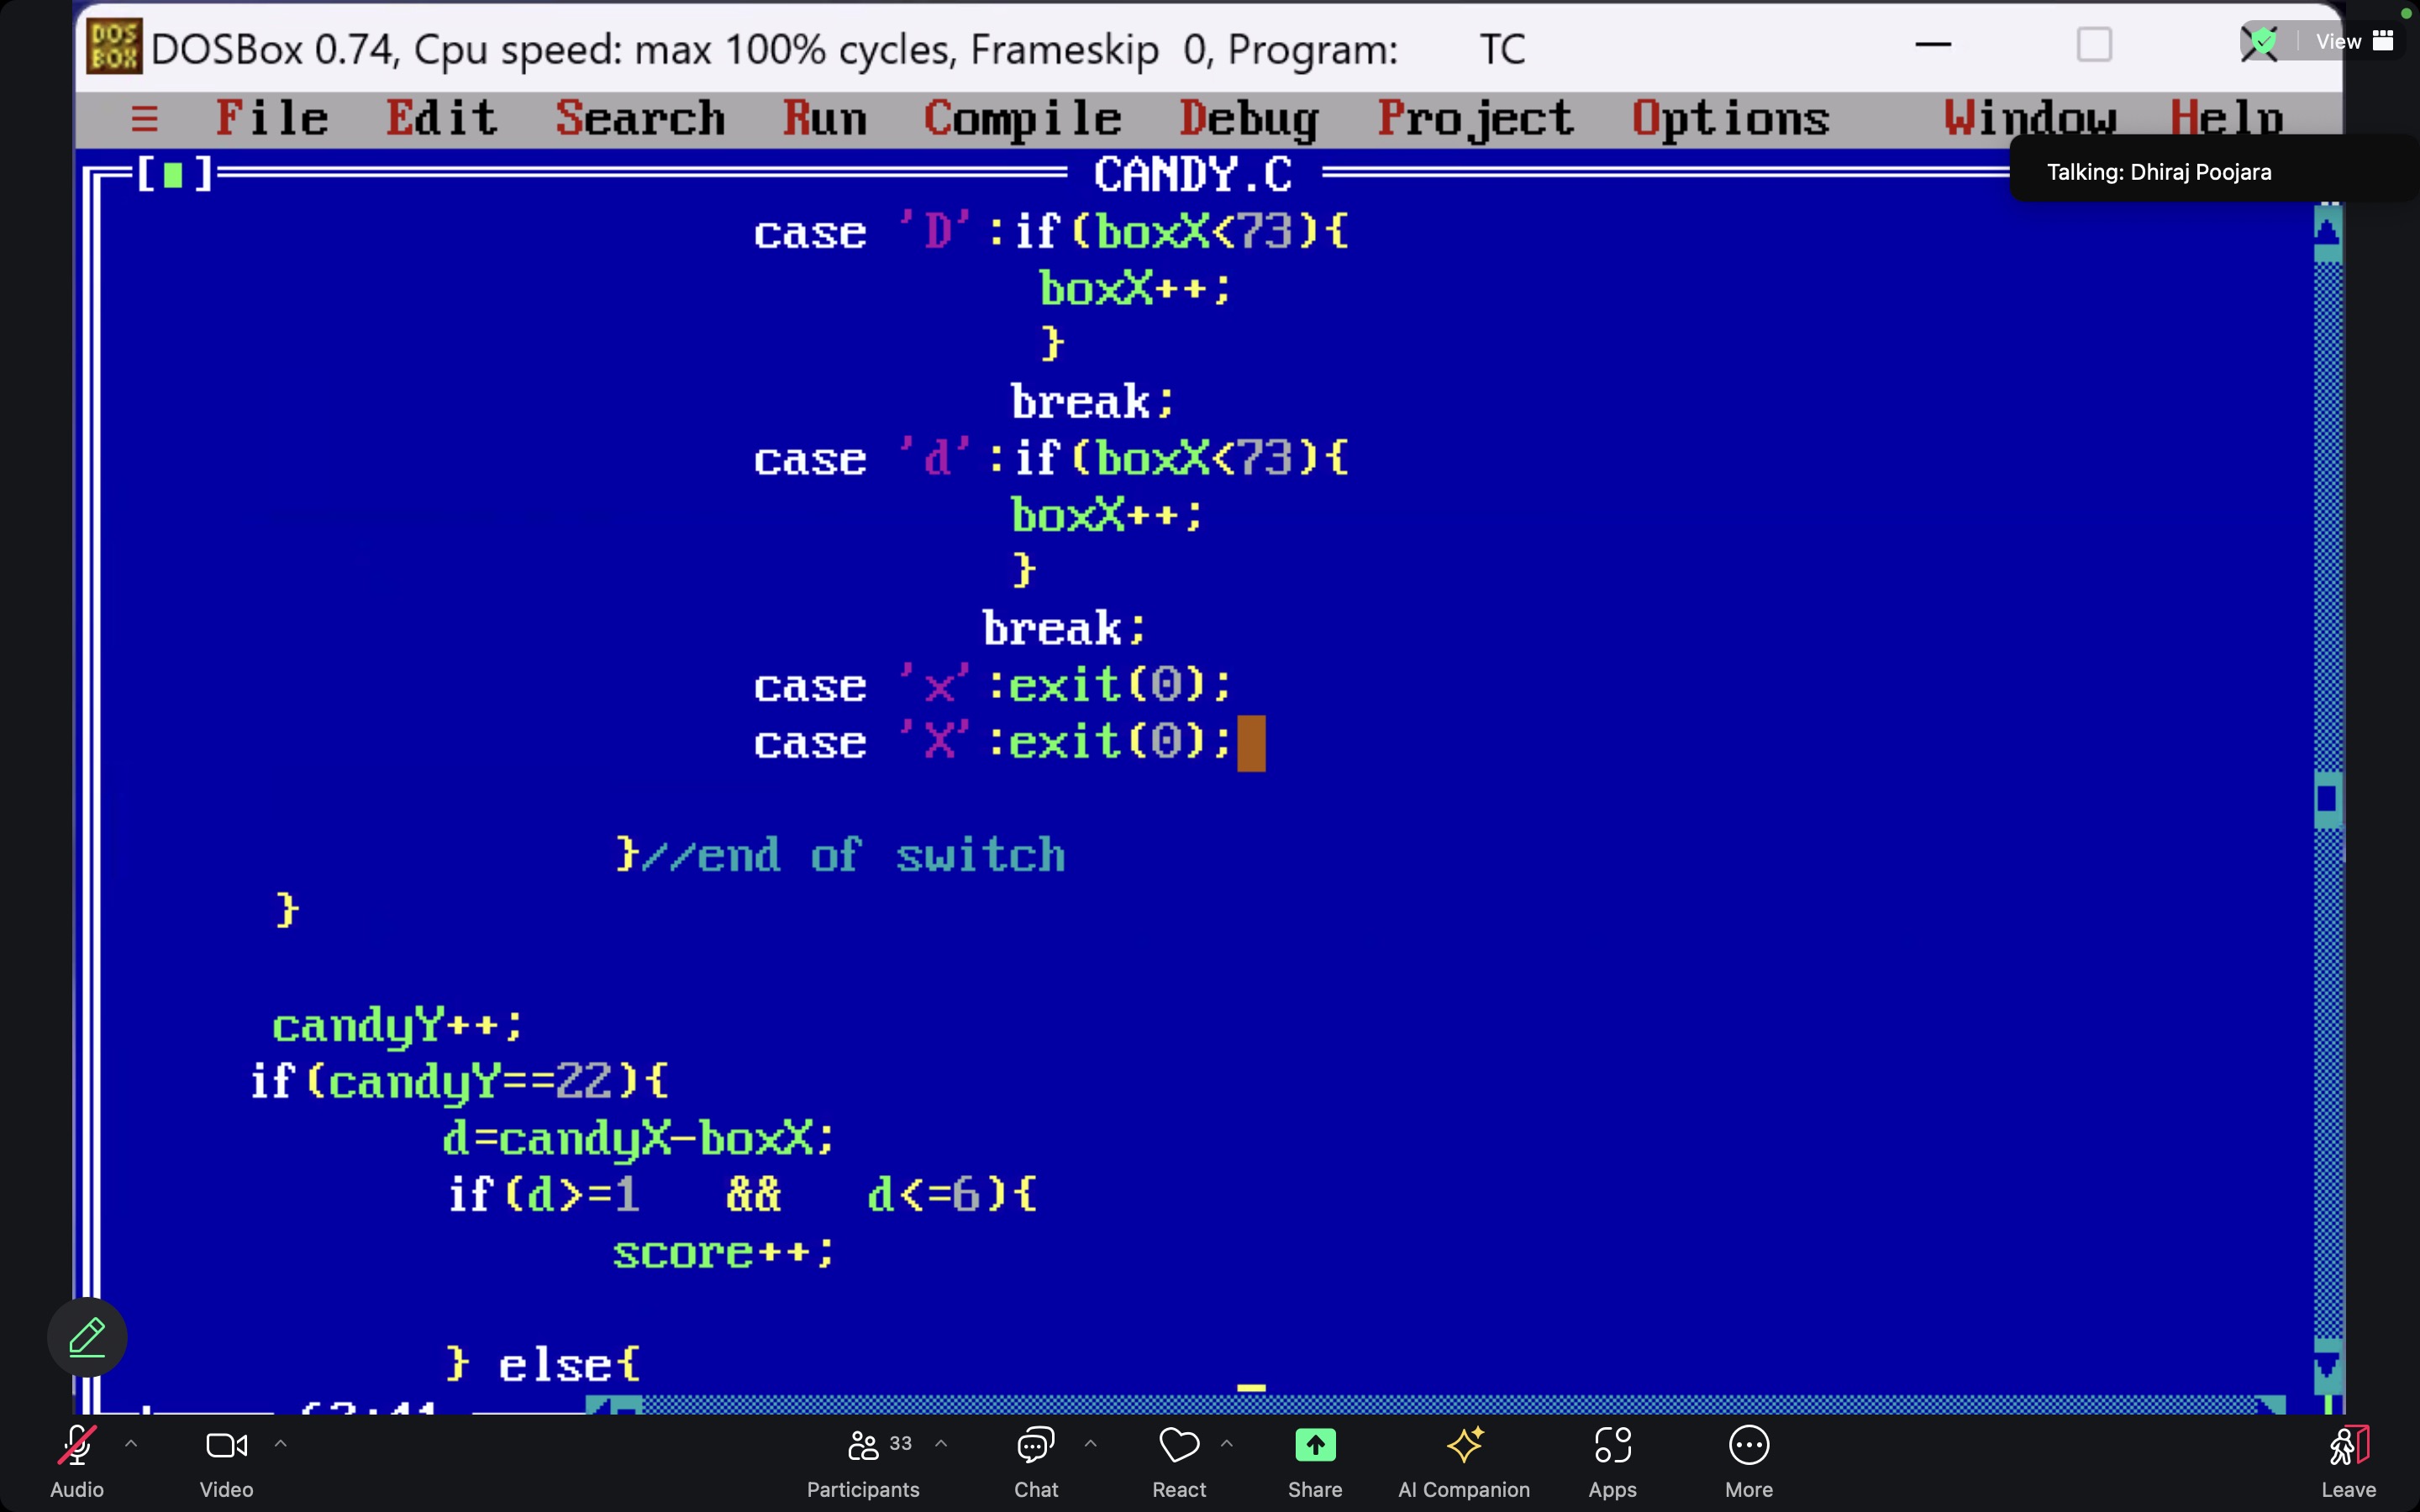 DOS BOX DOSBox 0.74, Cpu speed: max 100% cycles, Frameskip 0, Program: TC
View
≡ File Edit Search Run Compile Debug Project Options Window Help
Talking: Dhiraj Poojara
[■] CANDY.C
case 'D':if(boxX<73){
boxX++;
}
break;
case 'd':if(boxX<73){
boxX++;
}
break;
case 'x':exit(0);
case 'X':exit(0);
}//end of switch
}
candyY++;
if(candyY==22){
d=candyX-boxX;
if(d>=1 && d<=6){
score++;
} else{
Audio
Video
33
Participants
Chat
React
Share
AI Companion
Apps
More
Leave